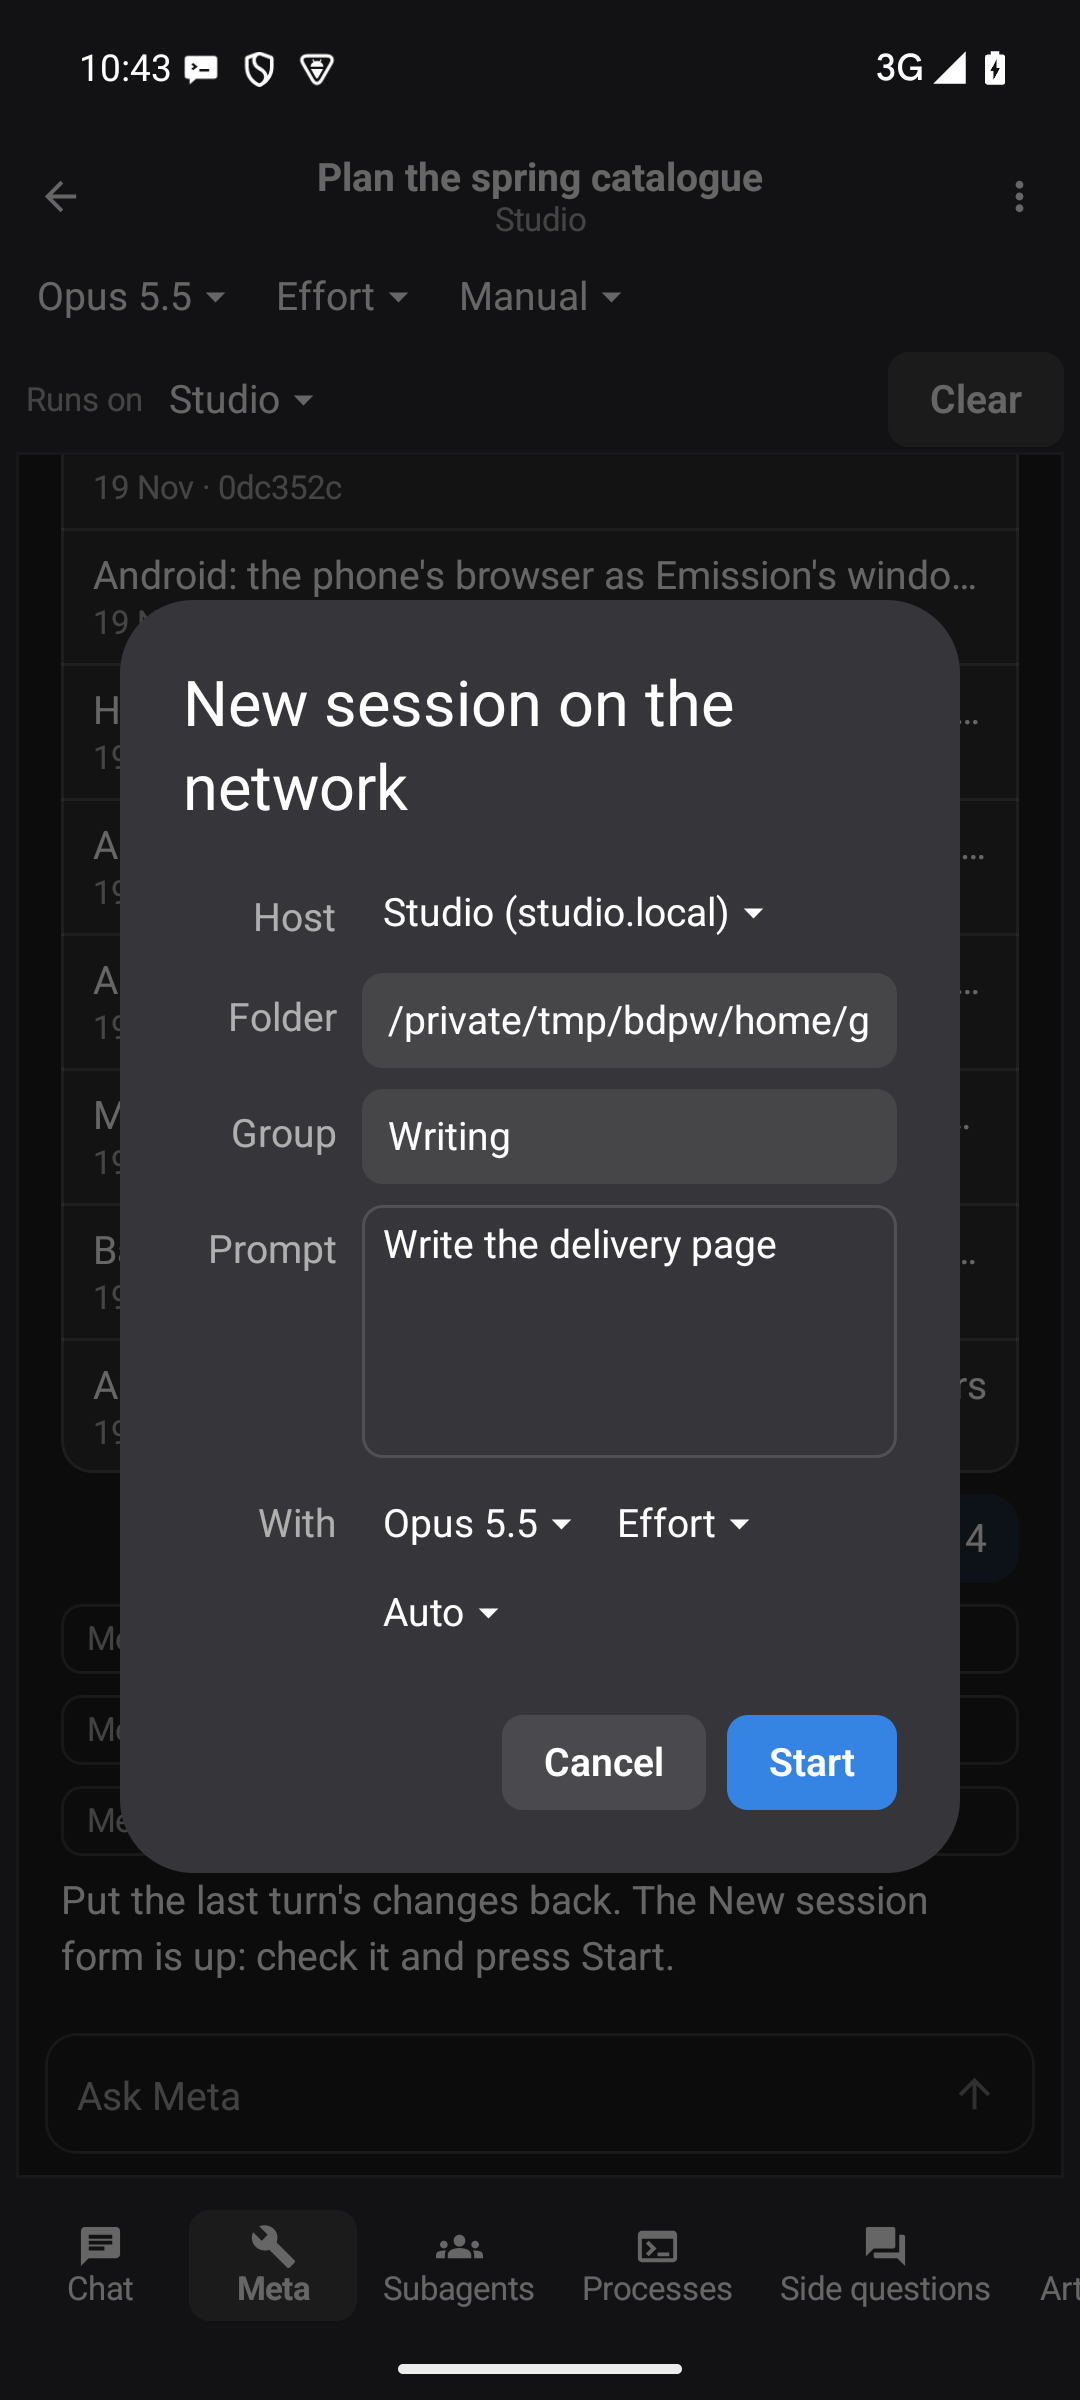 10:43
3G
Plan the spring catalogue
Studio
Opus 5.5 Effort Manual
Runs on Studio Clear
19 Nov · 0dc352c
Android: the phone's browser as Emission's windo…
19
New session on the
network
Host Studio (studio.local)
Folder /private/tmp/bdpw/home/g
Group Writing
Prompt Write the delivery page
With Opus 5.5 Effort
Auto
4
Cancel Start
Put the last turn's changes back. The New session
form is up: check it and press Start.
Ask Meta
Chat Meta Subagents Processes Side questions